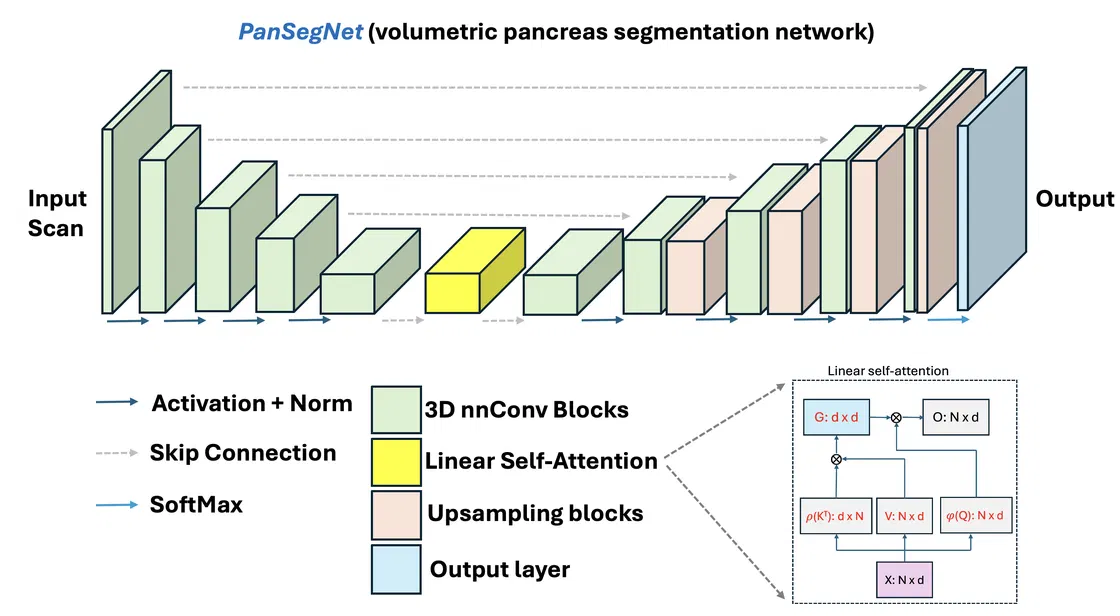 PanSegNet (volumetric pancreas segmentation network)
Input
Scan
Output
Activation + Norm
Skip Connection
SoftMax
3D nnConv Blocks
Linear Self-Attention
Upsampling blocks
Output layer
Linear self-attention
G: d x d
O: N x d
ρ(Kᵀ): d x N
V: N x d
φ(Q): N x d
X: N x d